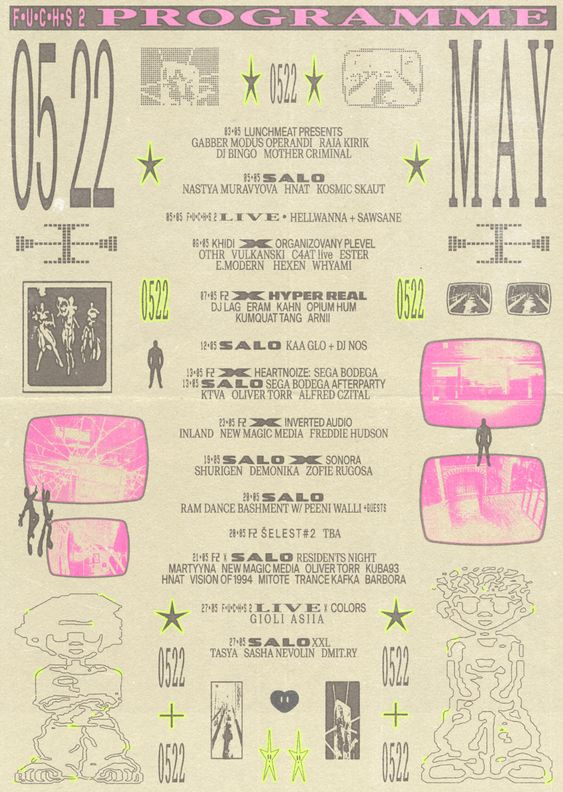 F•U•C•H•S 2 PROGRAMME
05 22
MAY
0522
03•05 LUNCHMEAT PRESENTS
GABBER MODUS OPERANDI RAJA KIRIK
DJ BINGO MOTHER CRIMINAL
05•05 SALO
NASTYA MURAVYOVA HNAT KOSMIC SKAUT
05•05 F•U•C•H•S 2 LIVE • HELLWANNA + SAWSANE
06•05 KHIDI X ORGANIZOVANY PLEVEL
OTHR VULKANSKI C4AT live ESTER
E.MODERN HEXEN WHYAMI
0522
0522
07•05 F2 X HYPER REAL
DJ LAG ERAM KAHN OPIUM HUM
KUMQUAT TANG ARNII
12•05 SALO KAA GLO + DJ NOS
13•05 F2 X HEARTNOIZE: SEGA BODEGA
13•05 SALO SEGA BODEGA AFTERPARTY
KTVA OLIVER TORR ALFRED CZITAL
23•05 F2 X INVERTED AUDIO
INLAND NEW MAGIC MEDIA FREDDIE HUDSON
19•05 SALO X SONORA
SHURIGEN DEMONIKA ZOFIE RUGOSA
20•05 SALO
RAM DANCE BASHMENT W/ PEENI WALLI +GUESTS
20•05 F2 ŠELEST#2 TBA
21•05 F2 X SALO RESIDENTS NIGHT
MARTYYNA NEW MAGIC MEDIA OLIVER TORR KUBA93
HNAT VISION OF 1994 MITOTE TRANCE KAFKA BARBORA
27•05 F•U•C•H•S 2 LIVE X COLORS
GIOLI ASIIA
27•05 SALO XXL
TASYA SASHA NEVOLIN DMIT.RY
0522
0522
0522
0522